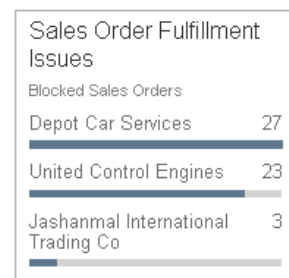 Sales Order Fulfillment
Issues
Blocked Sales Orders
Depot Car Services 27
United Control Engines 23
Jashanmal International 3
Trading Co